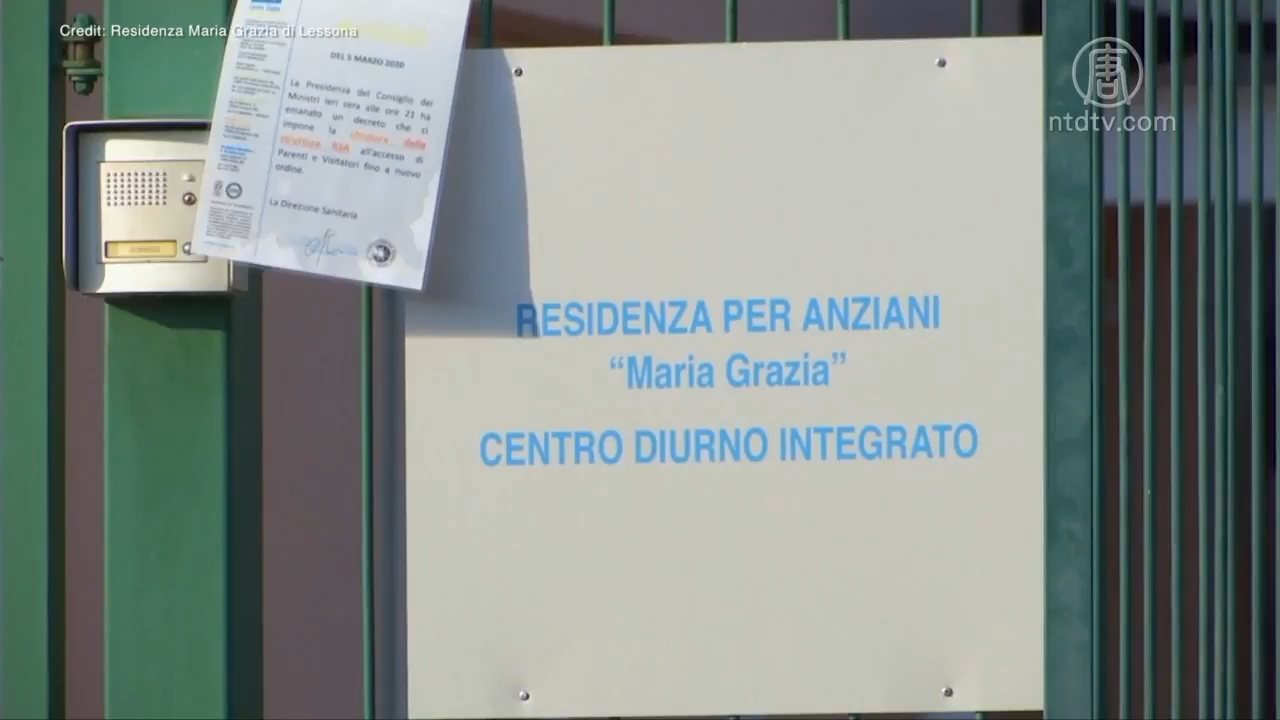 Credit: Residenza Maria Grazia di Lessona
唐
ntdtv.com
DEL 5 MARZO 2020
La Presidenza del Consiglio dei
Ministri ieri sera alle ore 21 ha
emanato un decreto che ci
impone la chiusura della
struttura RSA all'accesso di
Parenti e Visitatori fino a nuovo
ordine.
La Direzione Sanitaria
RESIDENZA PER ANZIANI
“Maria Grazia”
CENTRO DIURNO INTEGRATO